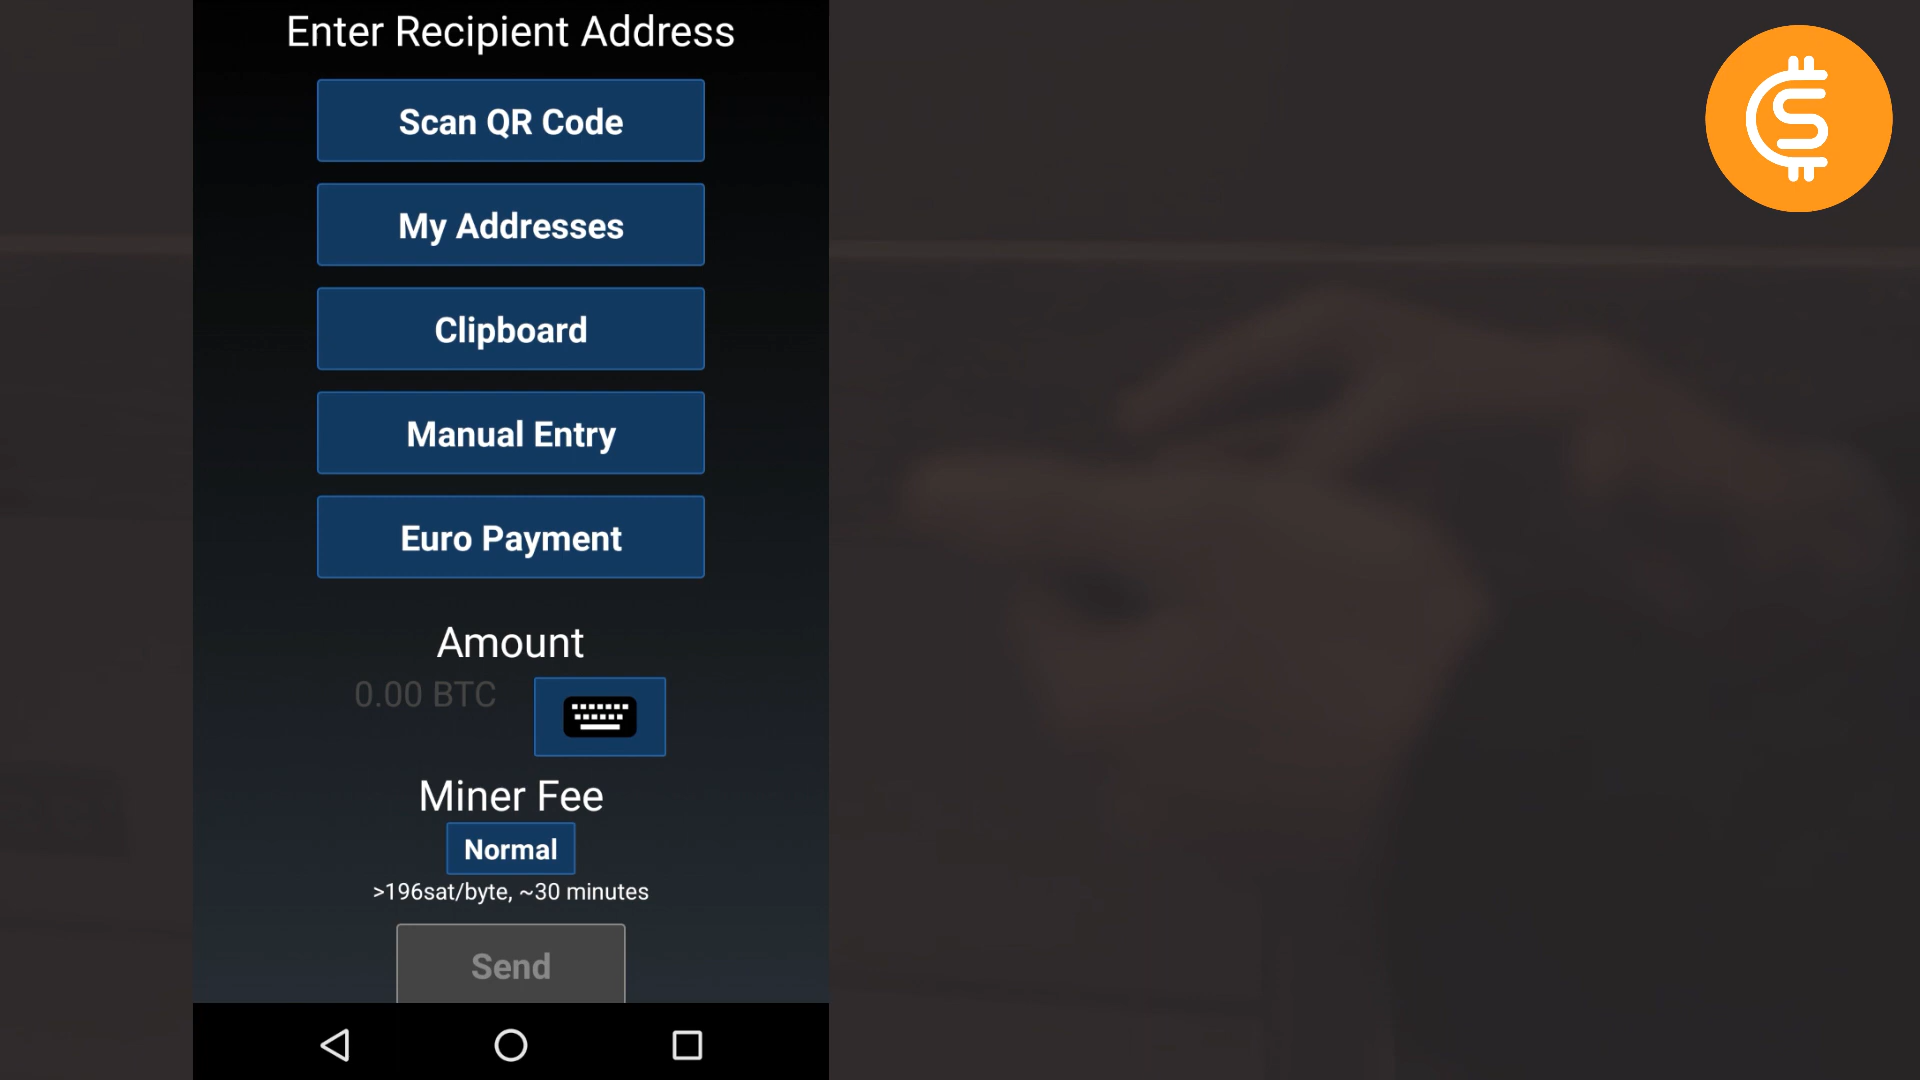 Enter Recipient Address
Scan QR Code
My Addresses
Clipboard
Manual Entry
Euro Payment
Amount
0.00 BTC
Miner Fee
Normal
>196sat/byte, ~30 minutes
Send